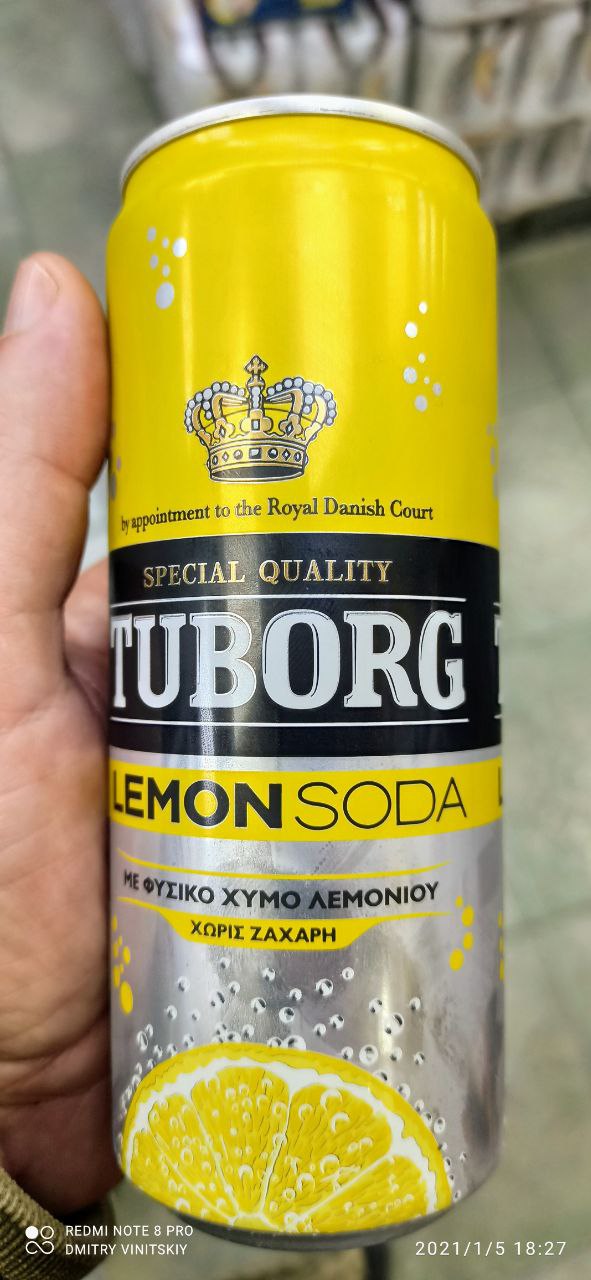 by appointment to the Royal Danish Court
SPECIAL QUALITY
TUBORG
LEMON SODA
ΜΕ ΦΥΣΙΚΟ ΧΥΜΟ ΛΕΜΟΝΙΟΥ
ΧΩΡΙΣ ΖΑΧΑΡΗ
REDMI NOTE 8 PRO
DMITRY VINITSKIY
2021/1/5 18:27